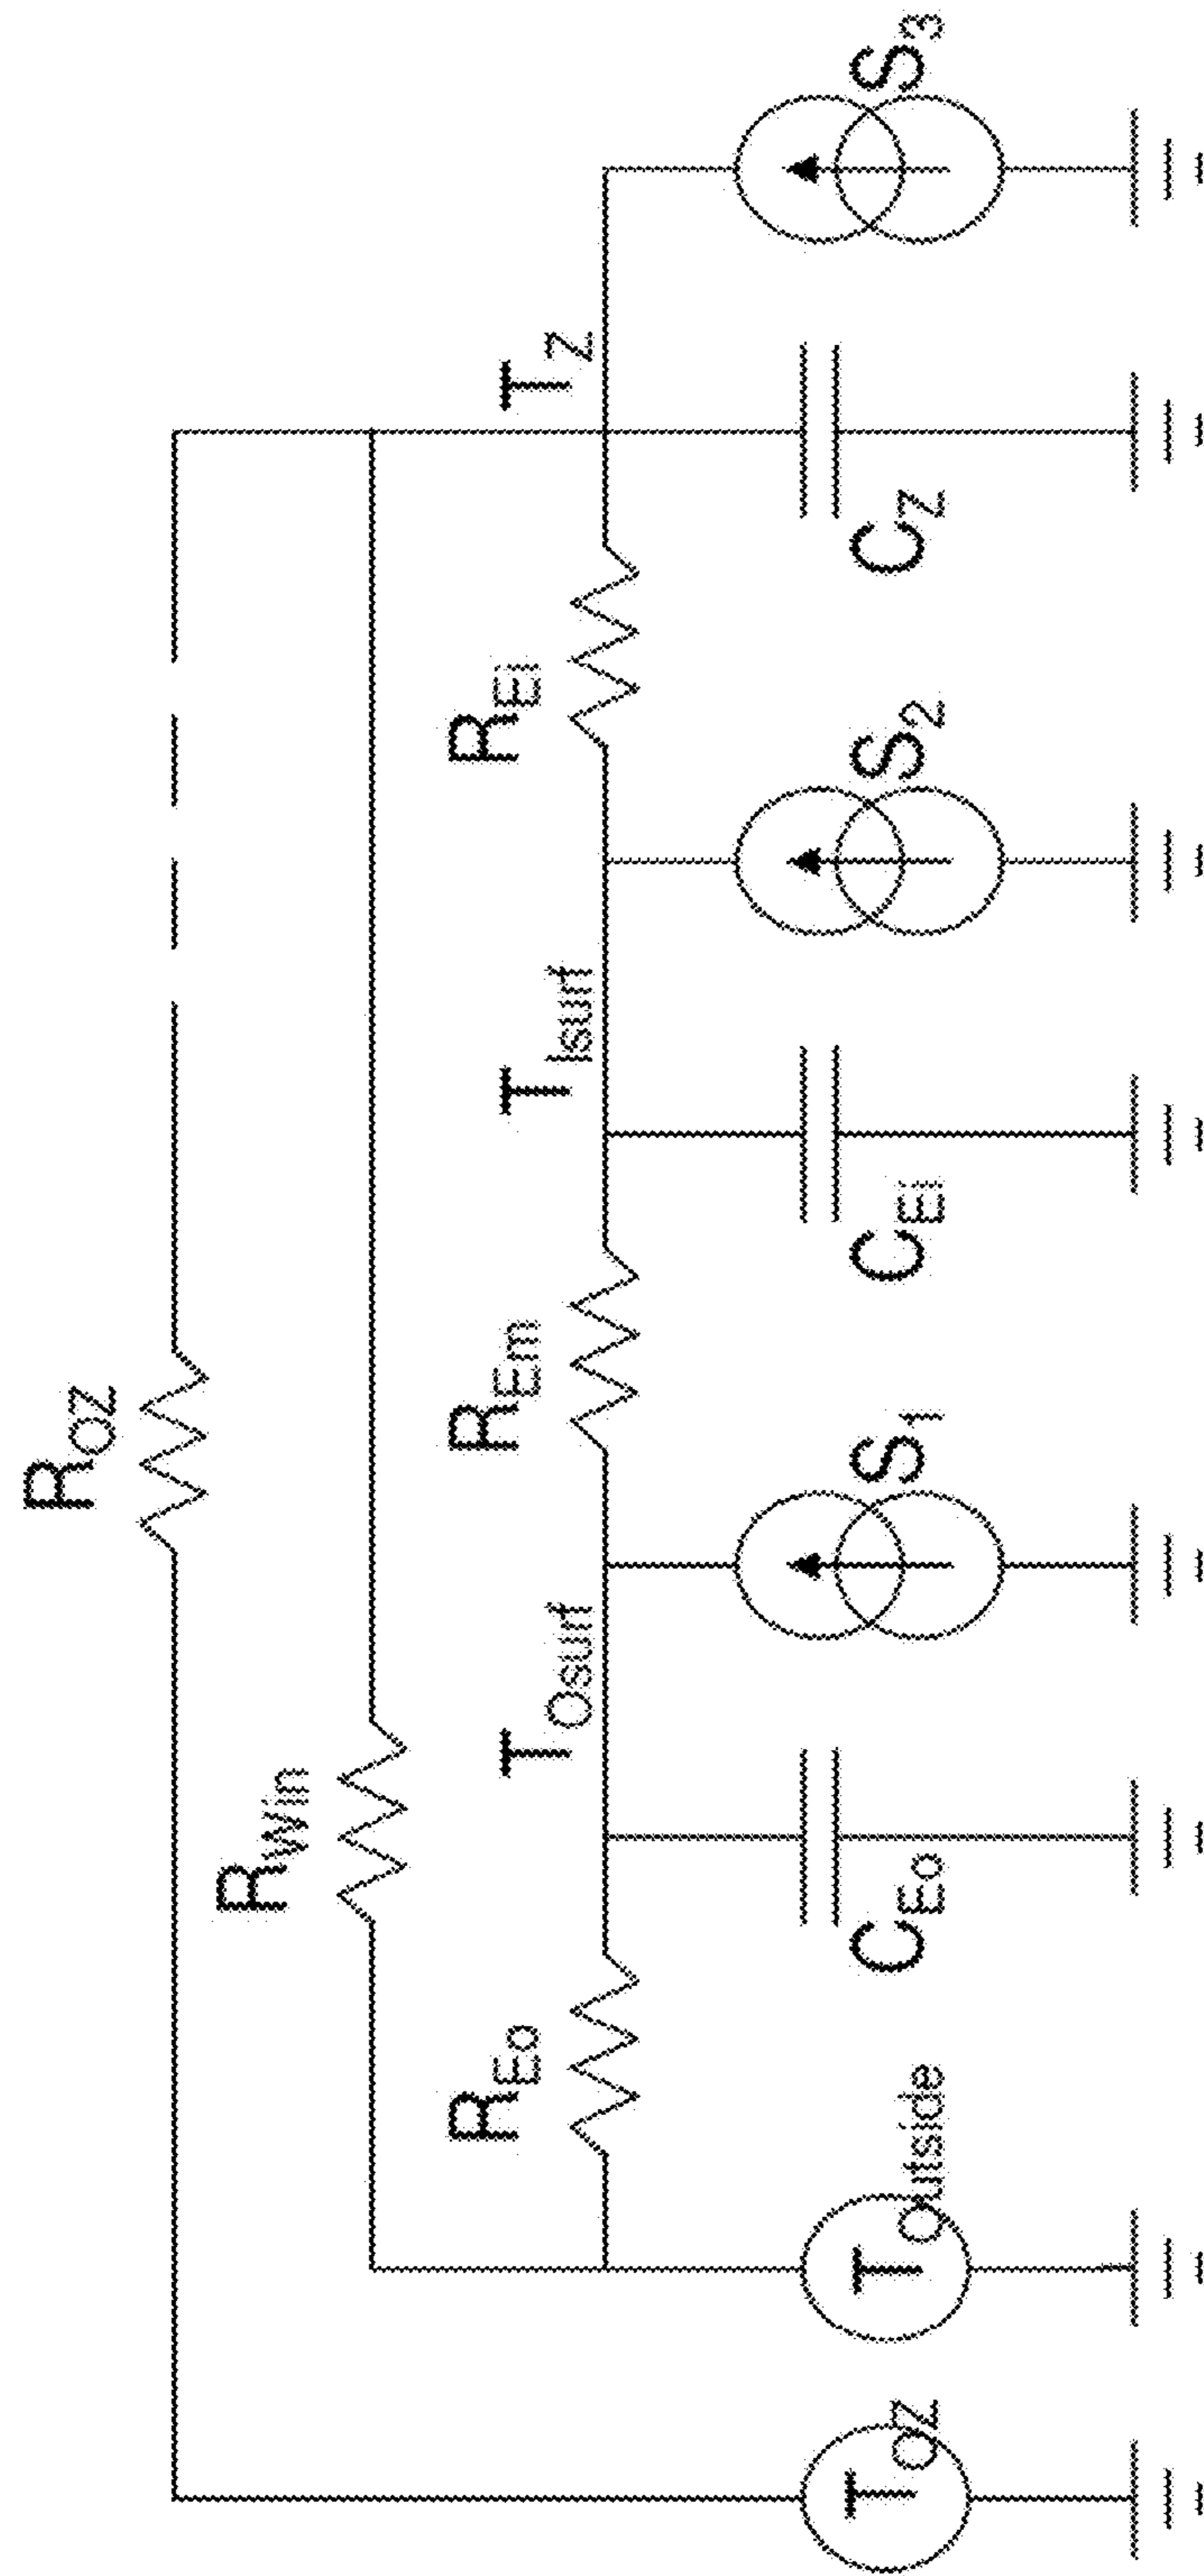 R_OZ
R_Win
R_Eo
T_Osurf
R_Em
T_Isurf
R_Ei
T_Z
T_OZ
T_outside
C_Eo
S_1
C_Ei
S_2
C_Z
S_3